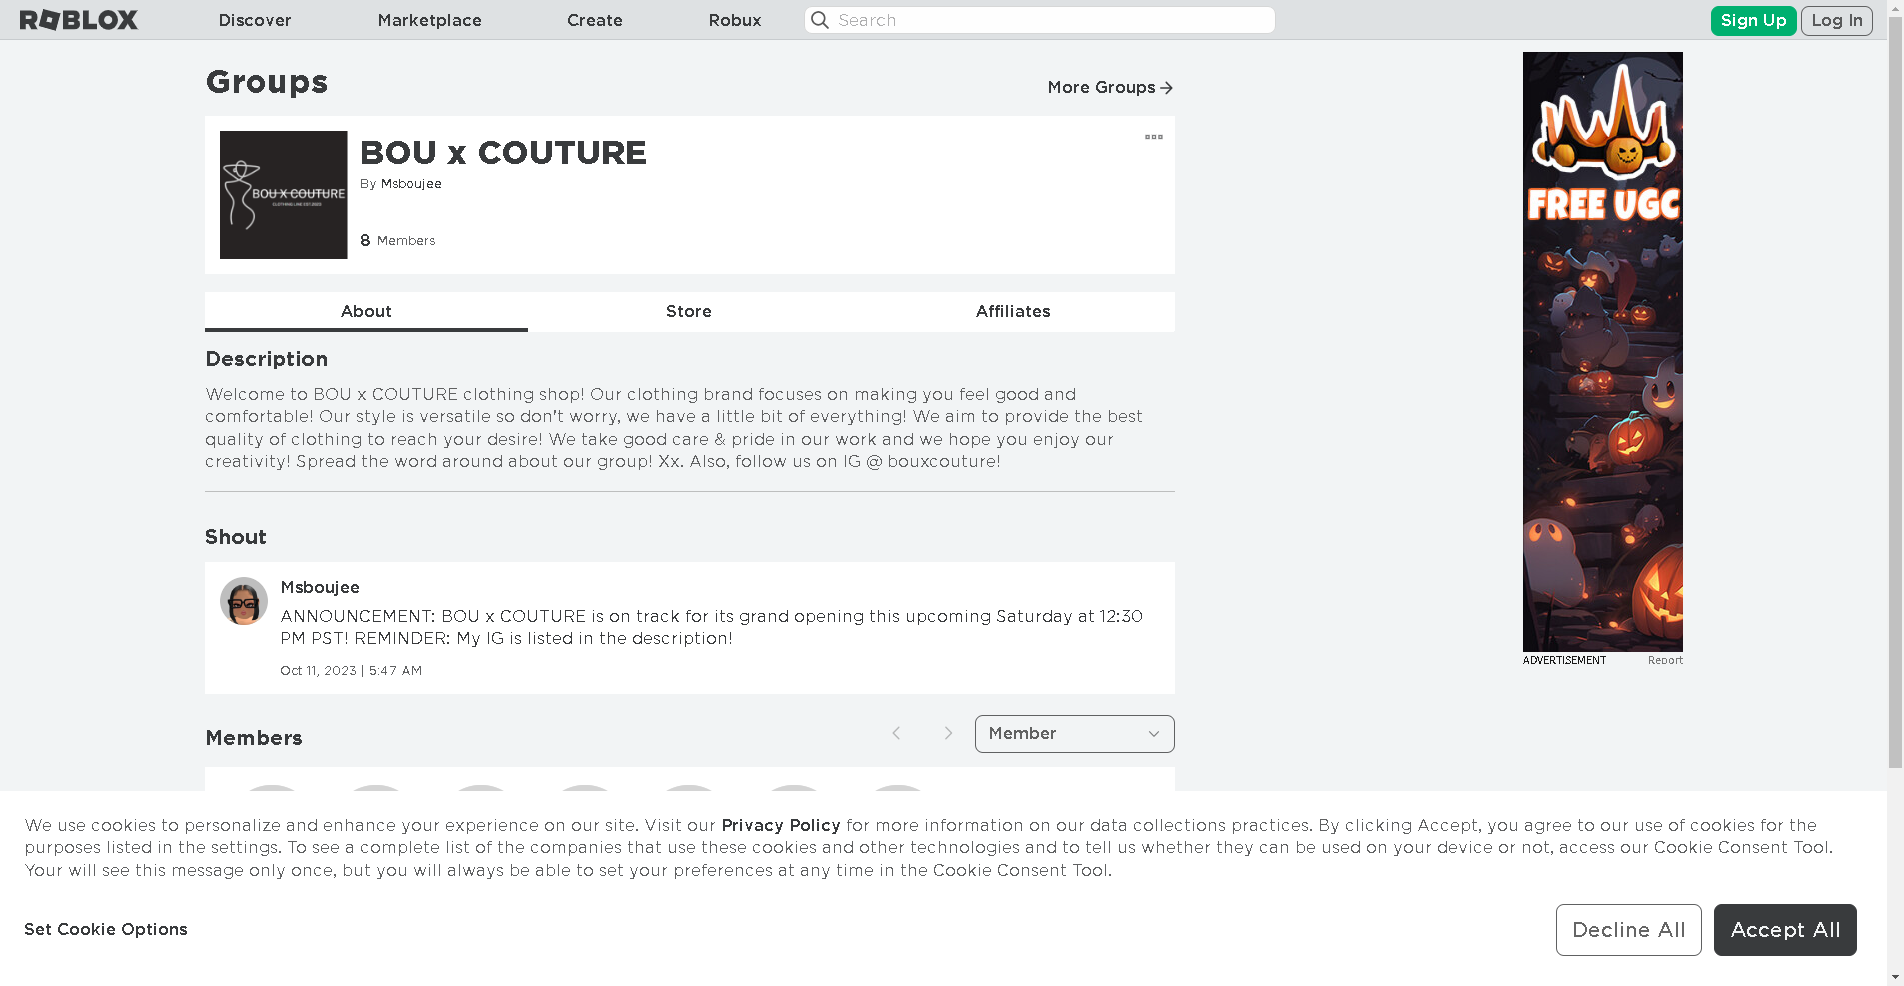 ROBLOX Discover Marketplace Create Robux Search Sign Up Log In
Groups
More Groups
BOU X COUTURE
CLOTHING LINE EST.2023
BOU x COUTURE
By Msboujee
8 Members
About Store Affiliates
Description
Welcome to BOU x COUTURE clothing shop! Our clothing brand focuses on making you feel good and
comfortable! Our style is versatile so don't worry, we have a little bit of everything! We aim to provide the best
quality of clothing to reach your desire! We take good care & pride in our work and we hope you enjoy our
creativity! Spread the word around about our group! Xx. Also, follow us on IG @ bouxcouture!
Shout
Msboujee
ANNOUNCEMENT: BOU x COUTURE is on track for its grand opening this upcoming Saturday at 12:30
PM PST! REMINDER: My IG is listed in the description!
Oct 11, 2023 | 5:47 AM
Members
Member
FREE UGC
ADVERTISEMENT Report
We use cookies to personalize and enhance your experience on our site. Visit our Privacy Policy for more information on our data collections practices. By clicking Accept, you agree to our use of cookies for the
purposes listed in the settings. To see a complete list of the companies that use these cookies and other technologies and to tell us whether they can be used on your device or not, access our Cookie Consent Tool.
Your will see this message only once, but you will always be able to set your preferences at any time in the Cookie Consent Tool.
Set Cookie Options
Decline All
Accept All